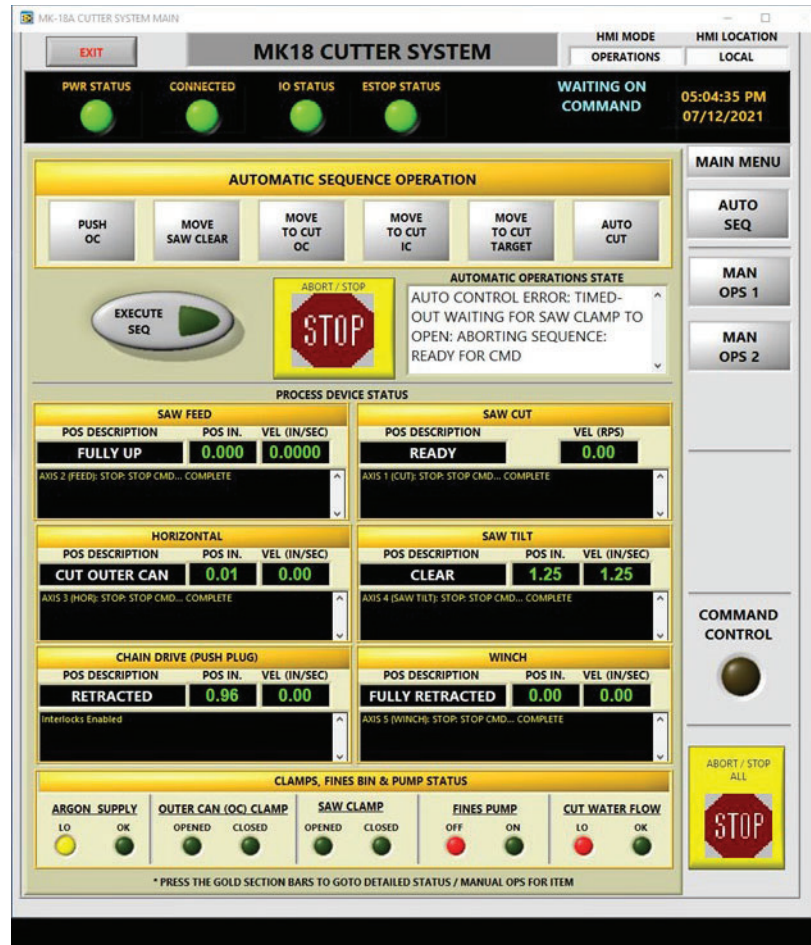 MK-18A CUTTER SYSTEM MAIN
EXIT
MK18 CUTTER SYSTEM
HMI MODE
OPERATIONS
HMI LOCATION
LOCAL
PWR STATUS
CONNECTED
IO STATUS
ESTOP STATUS
WAITING ON
COMMAND
05:04:35 PM
07/12/2021
MAIN MENU
AUTO
SEQ
MAN
OPS 1
MAN
OPS 2
AUTOMATIC SEQUENCE OPERATION
PUSH
OC
MOVE
SAW CLEAR
MOVE
TO CUT
OC
MOVE
TO CUT
IC
MOVE
TO CUT
TARGET
AUTO
CUT
EXECUTE
SEQ
ABORT / STOP
STOP
AUTOMATIC OPERATIONS STATE
AUTO CONTROL ERROR: TIMED-
OUT WAITING FOR SAW CLAMP TO
OPEN: ABORTING SEQUENCE:
READY FOR CMD
PROCESS DEVICE STATUS
SAW FEED
POS DESCRIPTION POS IN. VEL (IN/SEC)
FULLY UP 0.000 0.0000
AXIS 2 (FEED): STOP: STOP CMD... COMPLETE
SAW CUT
POS DESCRIPTION VEL (RPS)
READY 0.00
AXIS 1 (CUT): STOP: STOP CMD... COMPLETE
HORIZONTAL
POS DESCRIPTION POS IN. VEL (IN/SEC)
CUT OUTER CAN 0.01 0.00
AXIS 3 (HOR): STOP: STOP CMD... COMPLETE
SAW TILT
POS DESCRIPTION POS IN. VEL (IN/SEC)
CLEAR 1.25 1.25
AXIS 4 (SAW TILT): STOP: STOP CMD... COMPLETE
CHAIN DRIVE (PUSH PLUG)
POS DESCRIPTION POS IN. VEL (IN/SEC)
RETRACTED 0.96 0.00
Interlocks Enabled
WINCH
POS DESCRIPTION POS IN. VEL (IN/SEC)
FULLY RETRACTED 0.00 0.00
AXIS 5 (WINCH): STOP: STOP CMD... COMPLETE
COMMAND
CONTROL
ABORT / STOP
ALL
STOP
CLAMPS, FINES BIN & PUMP STATUS
ARGON SUPPLY
LO OK
OUTER CAN (OC) CLAMP
OPENED CLOSED
SAW CLAMP
OPENED CLOSED
FINES PUMP
OFF ON
CUT WATER FLOW
LO OK
* PRESS THE GOLD SECTION BARS TO GOTO DETAILED STATUS / MANUAL OPS FOR ITEM